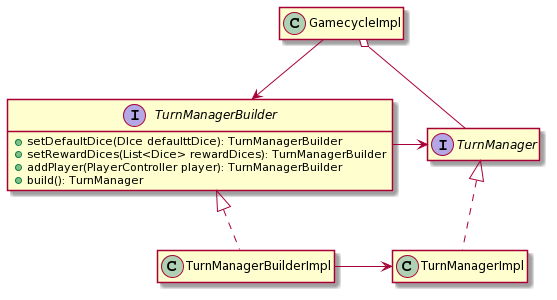 C GamecycleImpl
I TurnManagerBuilder
setDefaultDice(DIce defaulttDice): TurnManagerBuilder
setRewardDices(List<Dice> rewardDices): TurnManagerBuilder
addPlayer(PlayerController player): TurnManagerBuilder
build(): TurnManager
I TurnManager
C TurnManagerBuilderImpl
C TurnManagerImpl